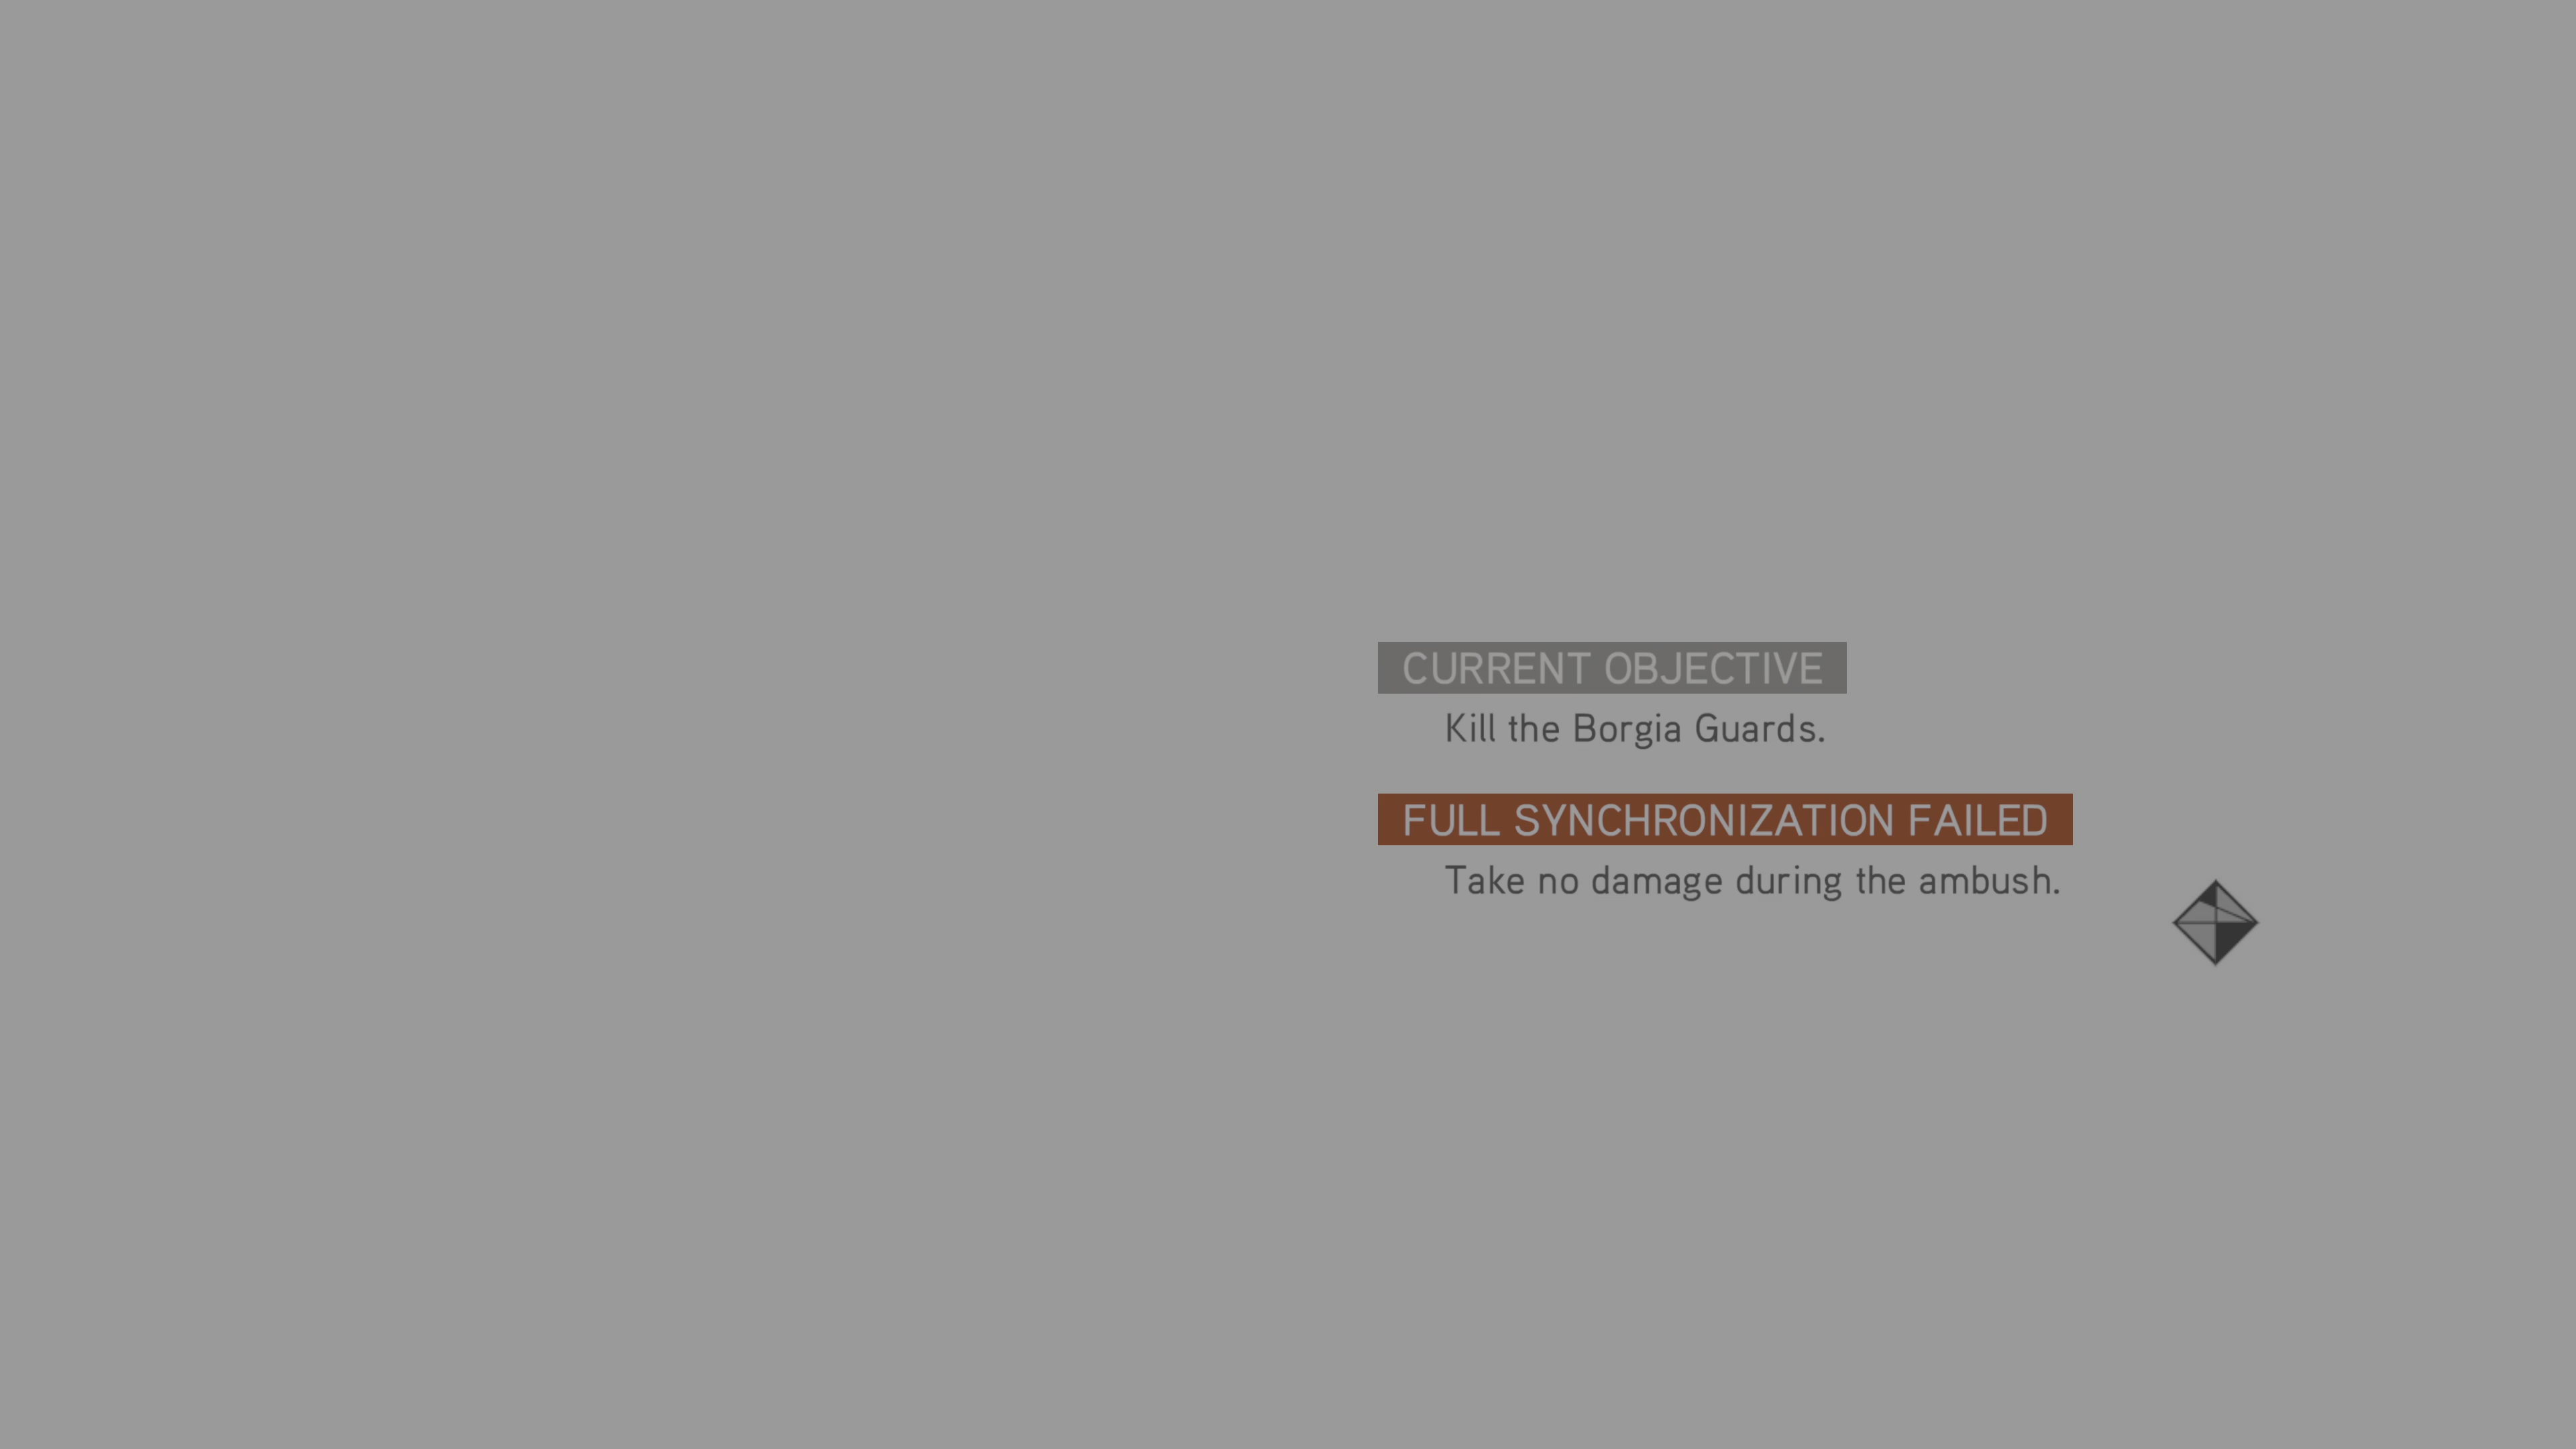 CURRENT OBJECTIVE
Kill the Borgia Guards.
FULL SYNCHRONIZATION FAILED
Take no damage during the ambush.